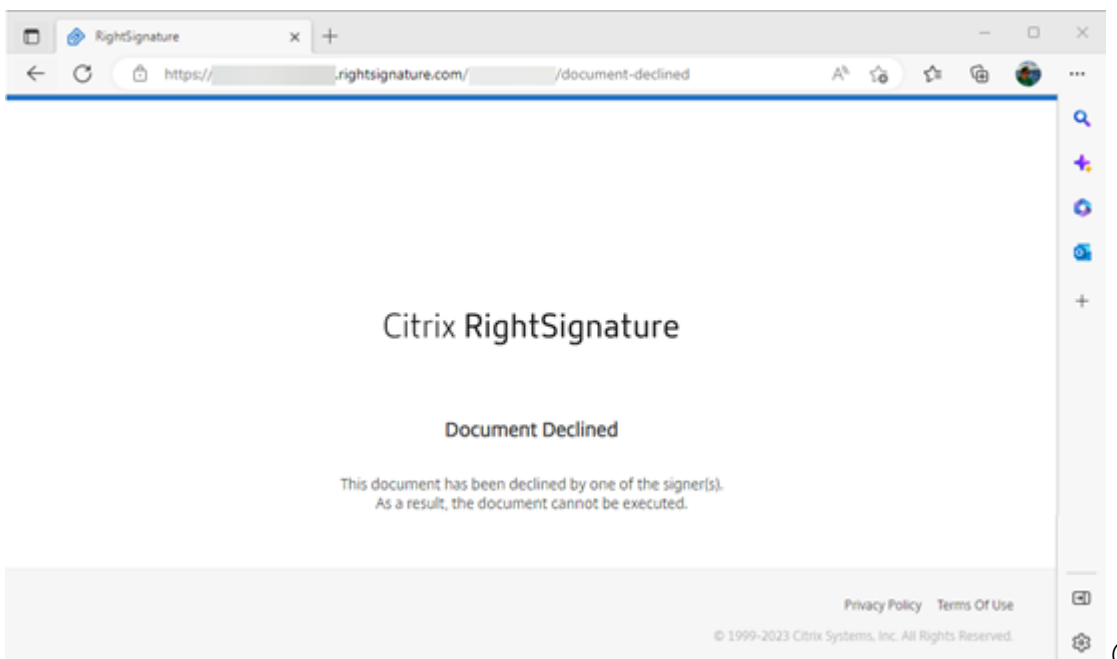 RightSignature
https:// .rightsignature.com/ /document-declined
Citrix RightSignature
Document Declined
This document has been declined by one of the signer(s).
As a result, the document cannot be executed.
Privacy Policy Terms Of Use
© 1999-2023 Citrix Systems, Inc. All Rights Reserved.